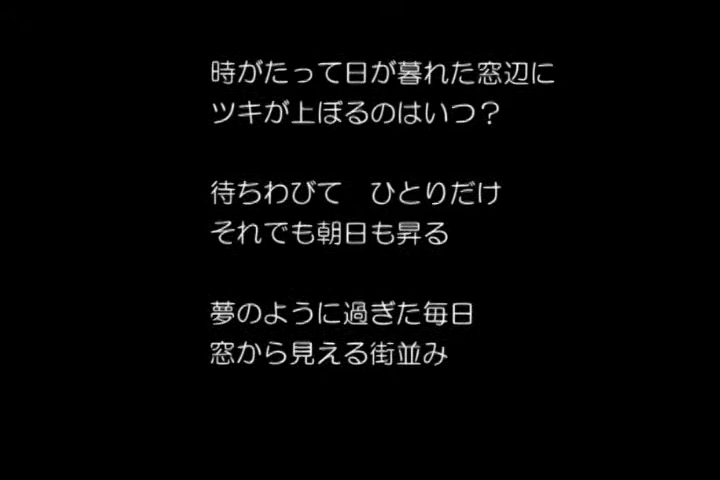 時がたって日が暮れた窓辺に
ツキが上ぼるのはいつ？
待ちわびて　ひとりだけ
それでも朝日も昇る
夢のように過ぎた毎日
窓から見える街並み